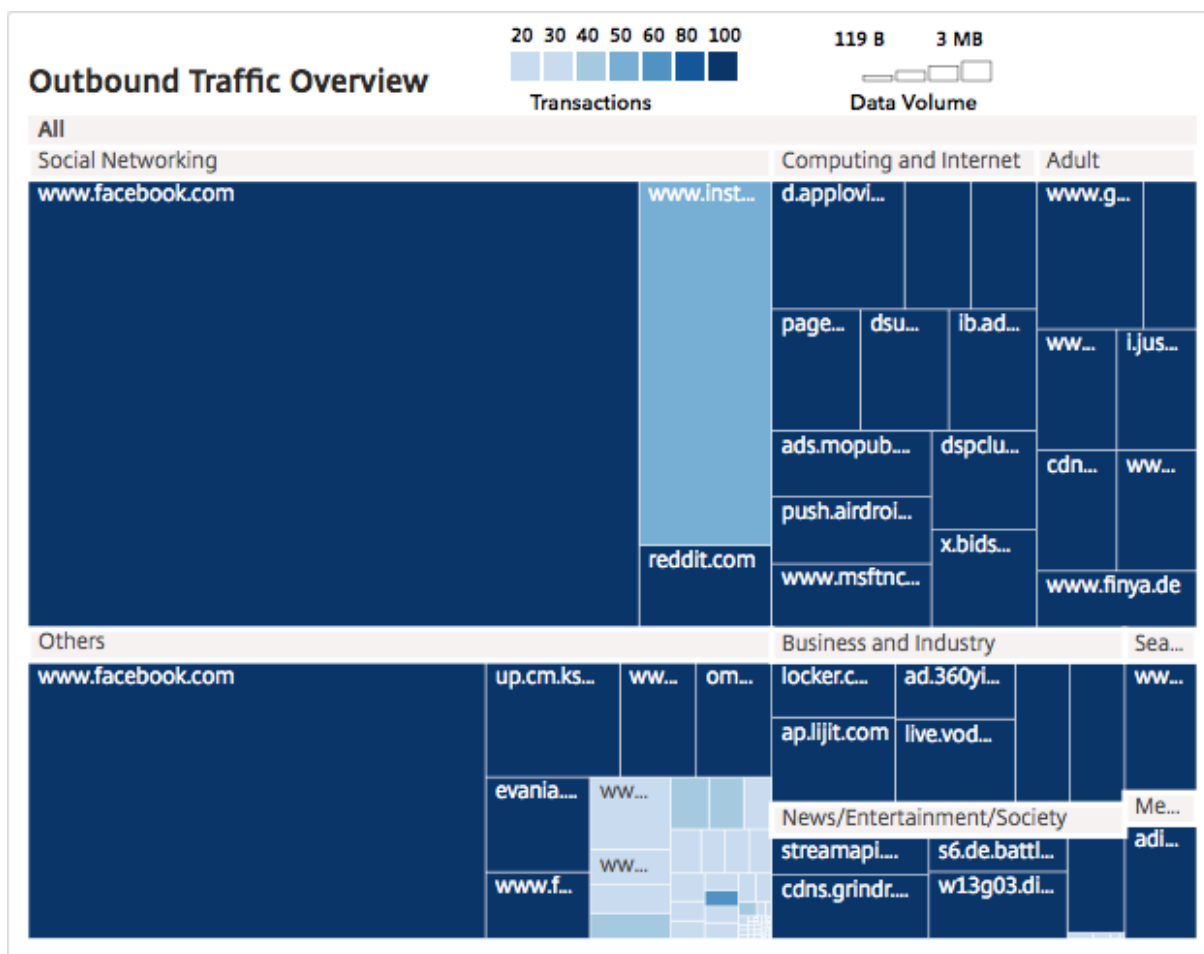 Outbound Traffic Overview
20 30 40 50 60 80 100
Transactions
119 B 3 MB
Data Volume
All
Social Networking
www.facebook.com
www.inst...
reddit.com
Computing and Internet
d.applovi...
page...
dsu...
ib.ad...
ads.mopub....
dspclu...
push.airdroi...
x.bids...
www.msftnc...
Adult
www.g...
ww...
i.jus...
cdn...
ww...
www.finya.de
Others
www.facebook.com
up.cm.ks...
ww...
om...
evania....
ww...
ww...
www.f...
Business and Industry
locker.c...
ad.360yi...
ap.lijit.com
live.vod...
Sea...
ww...
News/Entertainment/Society
streamapi....
s6.de.battl...
cdns.grindr....
w13g03.di...
Me...
adi...